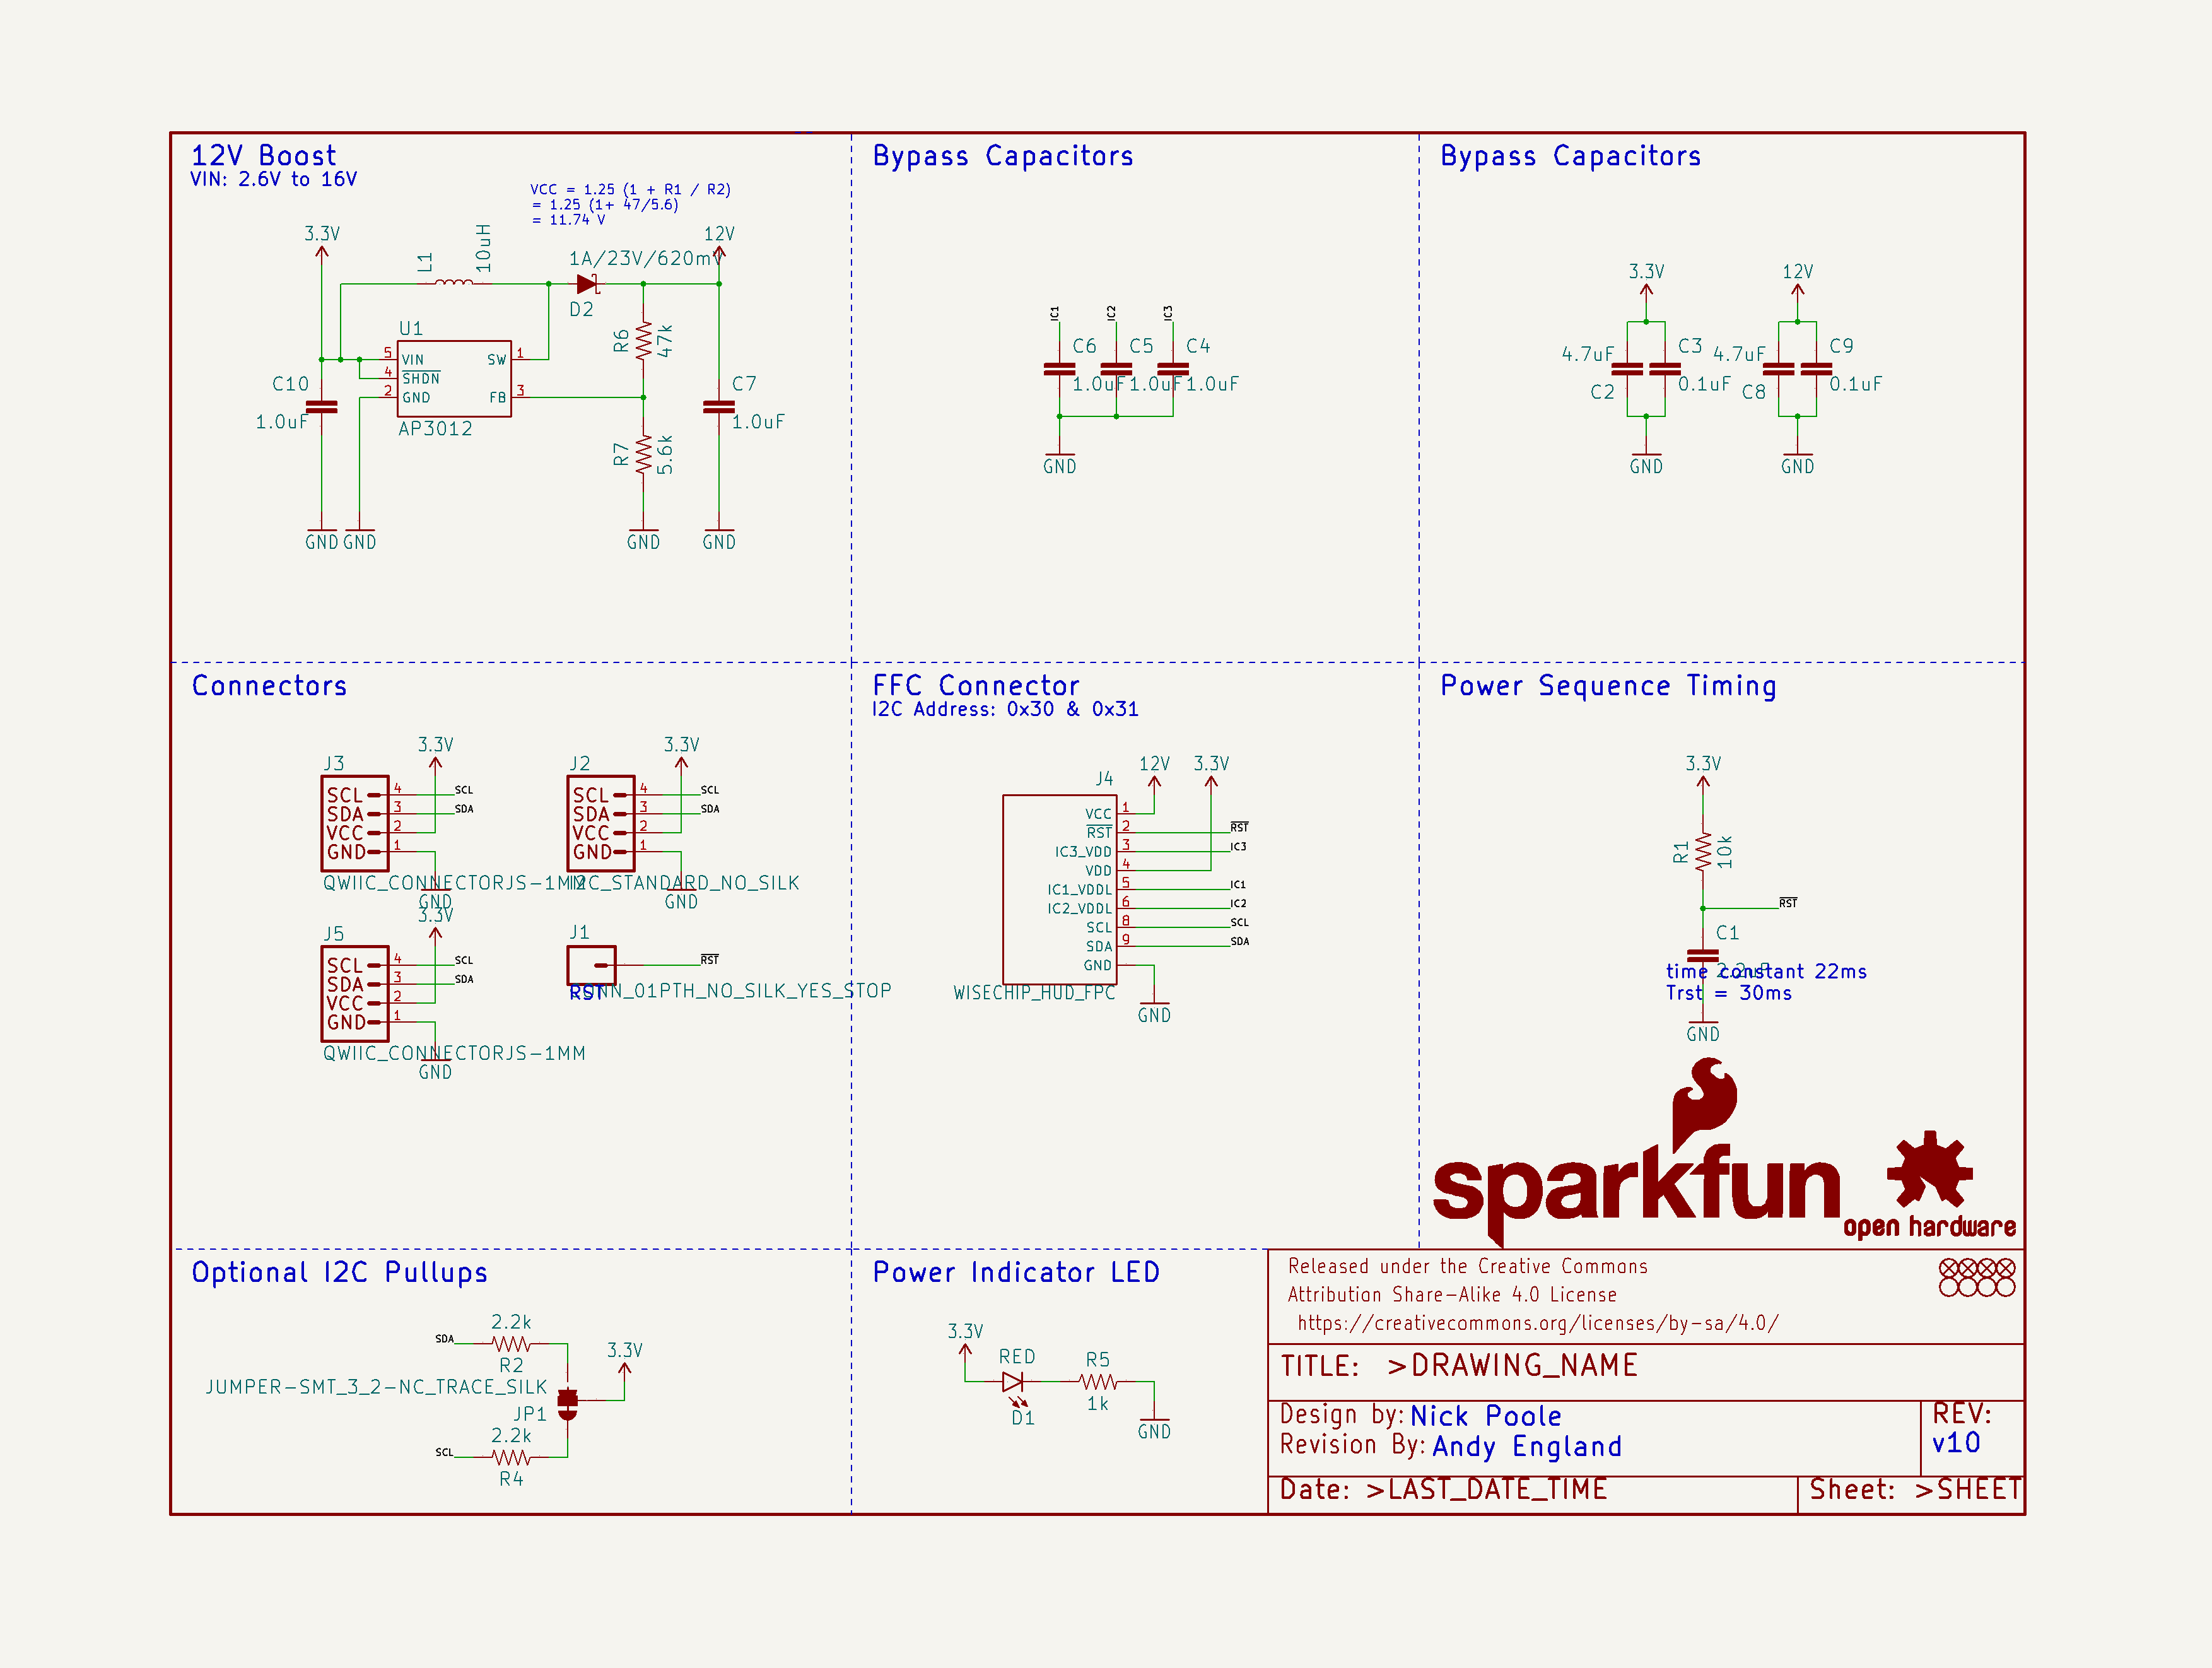 12V Boost
VIN: 2.6V to 16V
VCC = 1.25 (1 + R1 / R2)
= 1.25 (1+ 47/5.6)
= 11.74 V
3.3V
L1
10uH
1A/23V/620mV
12V
D2
U1
5
VIN
4
SHDN
2
GND
SW
1
FB
3
AP3012
C10
1.0uF
R6
47k
R7
5.6k
C7
1.0uF
GND
GND
GND
GND
Bypass Capacitors
IC1
IC2
IC3
C6
C5
C4
1.0uF
1.0uF
1.0uF
GND
Bypass Capacitors
3.3V
12V
4.7uF
C2
C3
0.1uF
4.7uF
C8
C9
0.1uF
GND
GND
Connectors
J3
3.3V
SCL
4
SCL
SDA
3
SDA
VCC
2
GND
1
QWIIC_CONNECTORJS-1MM
GND
J2
3.3V
SCL
4
SCL
SDA
3
SDA
VCC
2
GND
1
I2C_STANDARD_NO_SILK
GND
J5
3.3V
SCL
4
SCL
SDA
3
SDA
VCC
2
GND
1
QWIIC_CONNECTORJS-1MM
GND
J1
RST
RST
CONN_01PTH_NO_SILK_YES_STOP
FFC Connector
I2C Address: 0x30 & 0x31
J4
12V
3.3V
VCC
1
RST
2
RST
IC3_VDD
3
IC3
VDD
4
IC1_VDDL
5
IC1
IC2_VDDL
6
IC2
SCL
8
SCL
SDA
9
SDA
GND
WISECHIP_HUD_FPC
GND
Power Sequence Timing
3.3V
R1
10k
RST
C1
2.2uF
time constant 22ms
Trst = 30ms
GND
sparkfun
open hardware
Optional I2C Pullups
SDA
2.2k
R2
3.3V
JUMPER-SMT_3_2-NC_TRACE_SILK
JP1
2.2k
SCL
R4
Power Indicator LED
3.3V
RED
D1
R5
1k
GND
Released under the Creative Commons
Attribution Share-Alike 4.0 License
https://creativecommons.org/licenses/by-sa/4.0/
TITLE: >DRAWING_NAME
Design by: Nick Poole
Revision By: Andy England
REV:
v10
Date: >LAST_DATE_TIME
Sheet: >SHEET